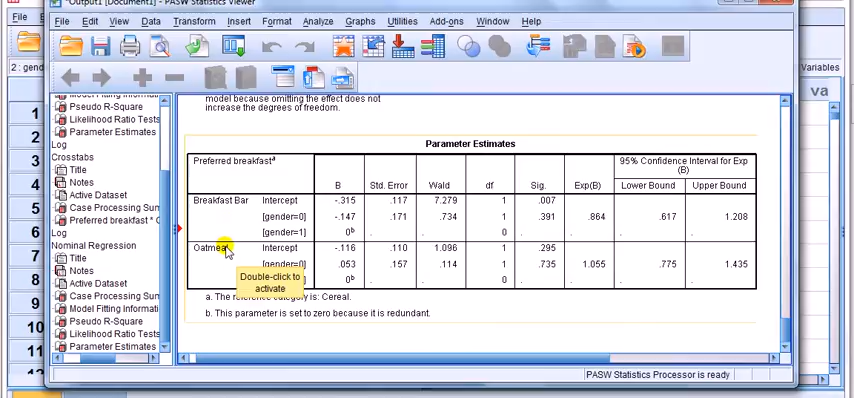 *Output1 [Document1] - PASW Statistics Viewer
File Edit View Data Transform Insert Format Analyze Graphs Utilities Add-ons Window Help
2 : gend
Variables
va
1
2
3
4
5
6
7
8
9
10
11
Model Fitting Informati
Pseudo R-Square
Likelihood Ratio Tests
Parameter Estimates
Log
Crosstabs
Title
Notes
Active Dataset
Case Processing Sum
Preferred breakfast * G
Log
Nominal Regression
Title
Notes
Active Dataset
Case Processing Sum
Model Fitting Informati
Pseudo R-Square
Likelihood Ratio Tests
Parameter Estimates
model because omitting the effect does not
increase the degrees of freedom.
Parameter Estimates
Preferred breakfastᵃ 95% Confidence Interval for Exp
(B)
B Std. Error Wald df Sig. Exp(B) Lower Bound Upper Bound
Breakfast Bar Intercept -.315 .117 7.279 1 .007
[gender=0] -.147 .171 .734 1 .391 .864 .617 1.208
[gender=1] 0ᵇ . . 0 . . . .
Oatmeal Intercept -.116 .110 1.096 1 .295
[gender=0] .053 .157 .114 1 .735 1.055 .775 1.435
0ᵇ . . 0 . . . .
Double-click to
activate
a. The reference category is: Cereal.
b. This parameter is set to zero because it is redundant.
PASW Statistics Processor is ready